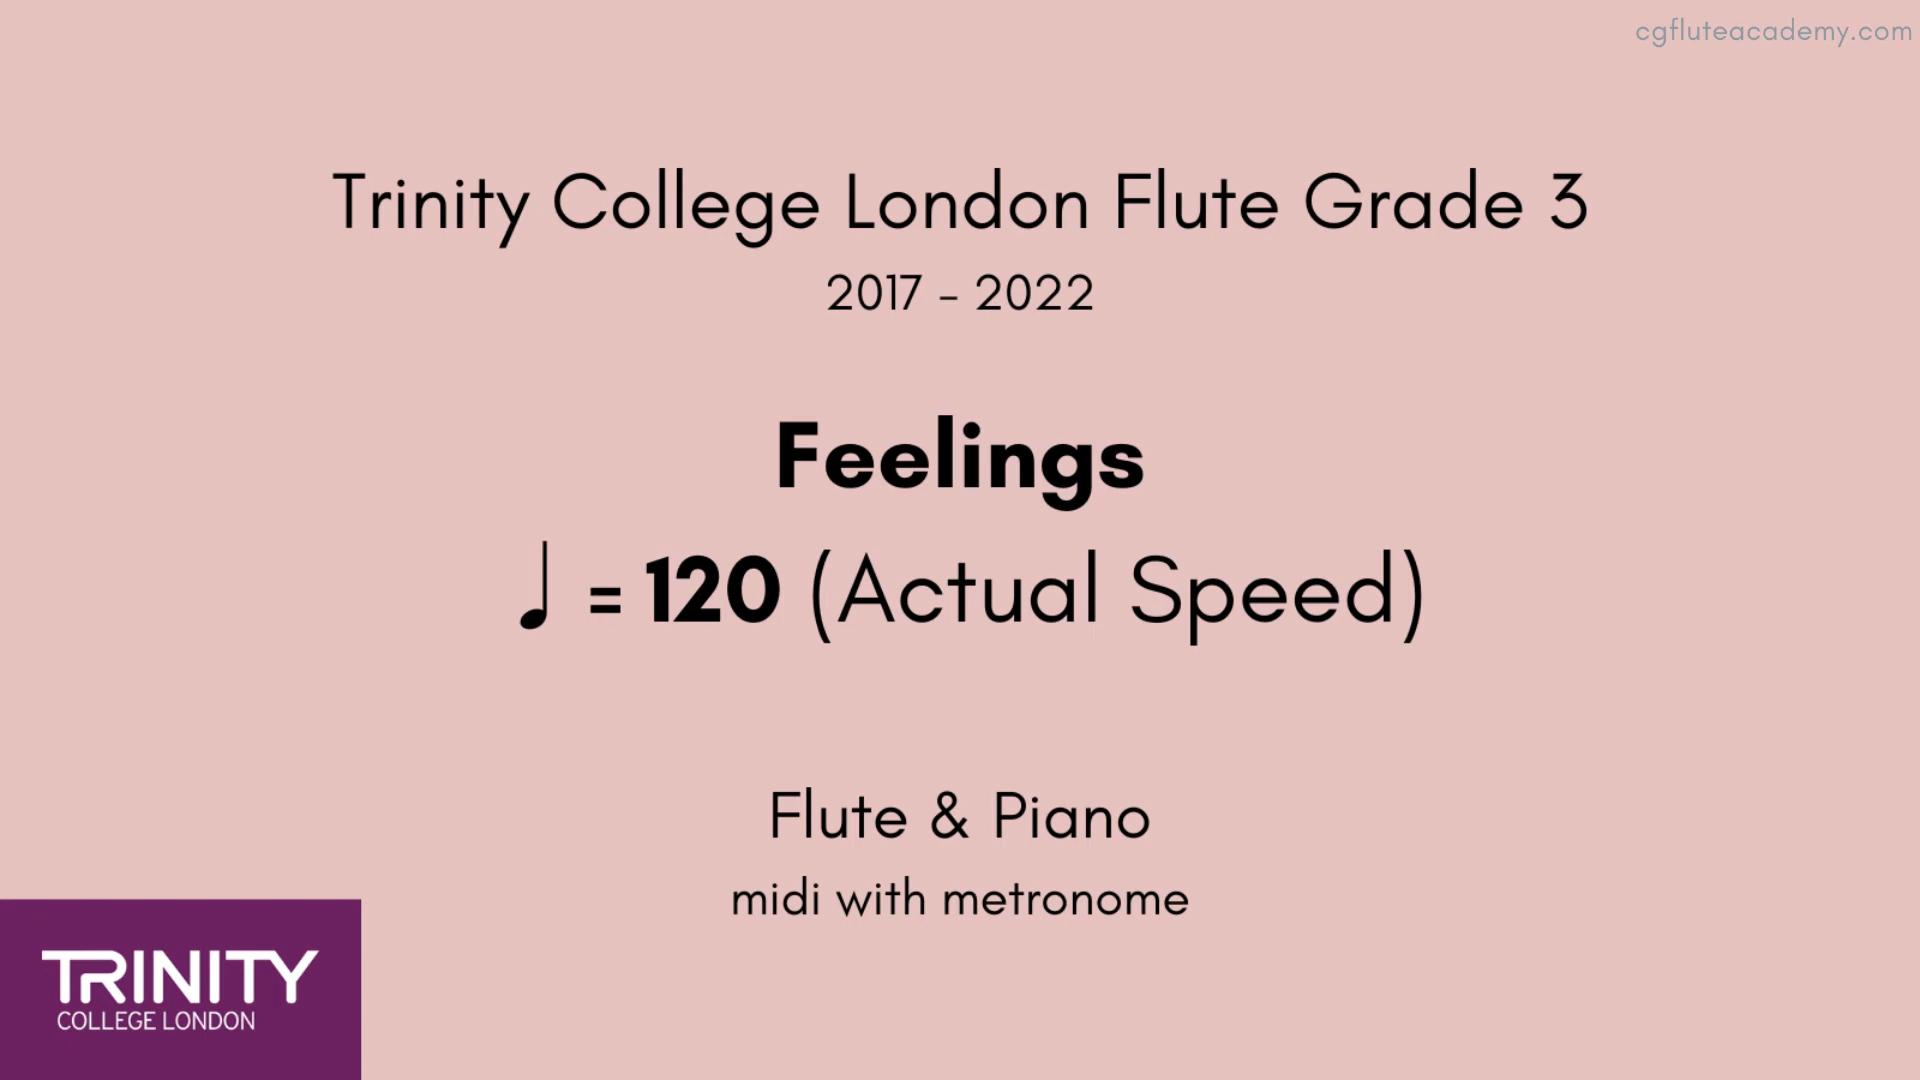 cgfluteacademy.com
Trinity College London Flute Grade 3
2017 - 2022
Feelings
♩ = 120 (Actual Speed)
Flute & Piano
midi with metronome
TRINITY
COLLEGE LONDON